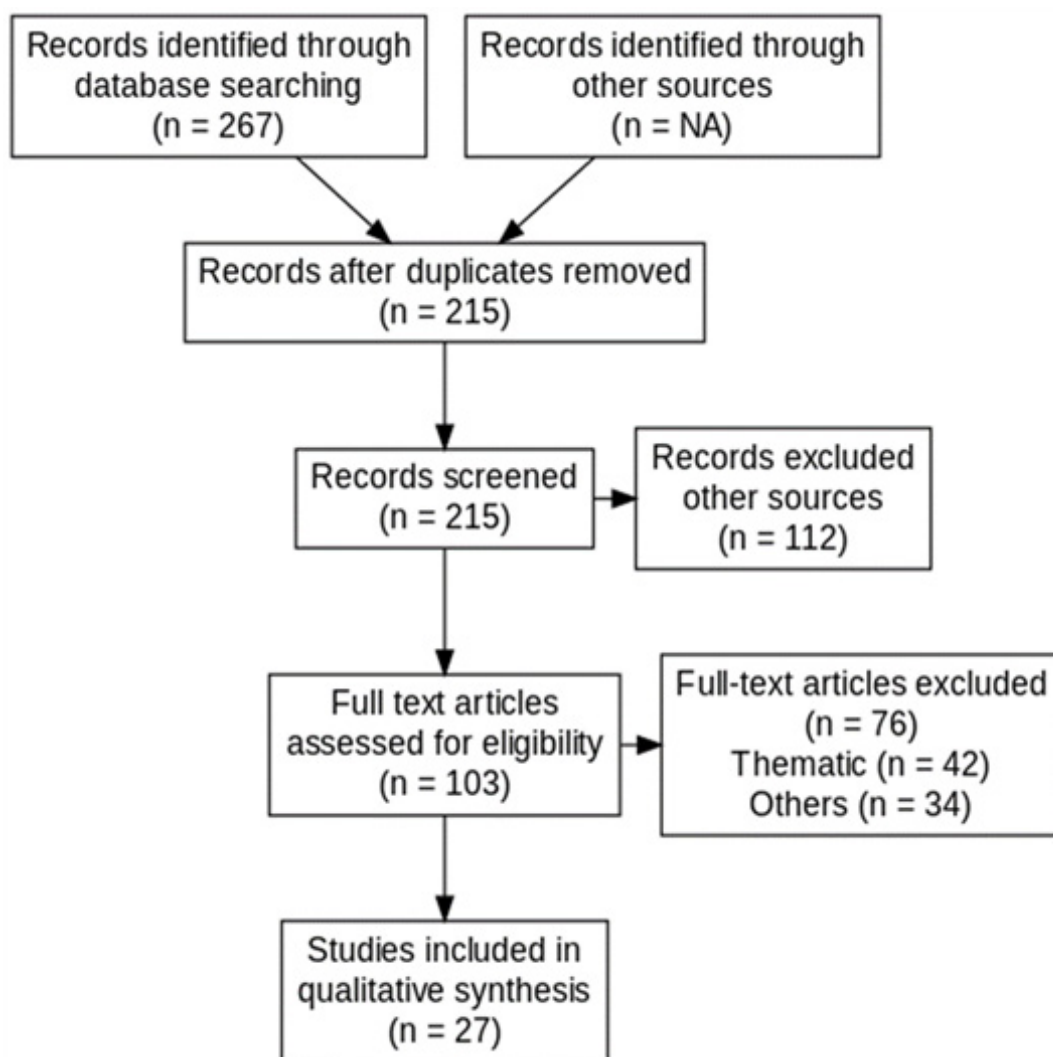 Records identified through
database searching
(n = 267)
Records identified through
other sources
(n = NA)
Records after duplicates removed
(n = 215)
Records screened
(n = 215)
Records excluded
other sources
(n = 112)
Full text articles
assessed for eligibility
(n = 103)
Full-text articles excluded
(n = 76)
Thematic (n = 42)
Others (n = 34)
Studies included in
qualitative synthesis
(n = 27)